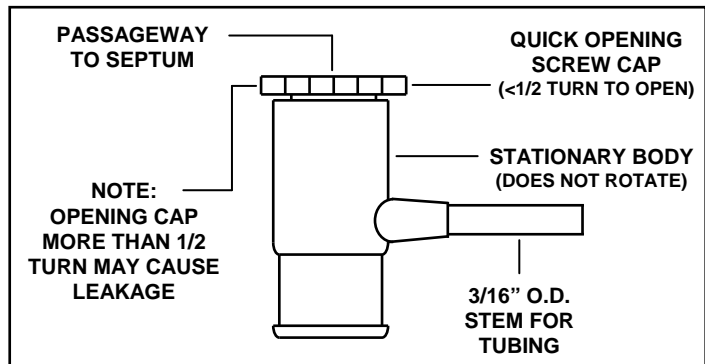 PASSAGEWAY
TO SEPTUM
QUICK OPENING
SCREW CAP
(<1/2 TURN TO OPEN)
STATIONARY BODY
(DOES NOT ROTATE)
NOTE:
OPENING CAP
MORE THAN 1/2
TURN MAY CAUSE
LEAKAGE
3/16” O.D.
STEM FOR
TUBING